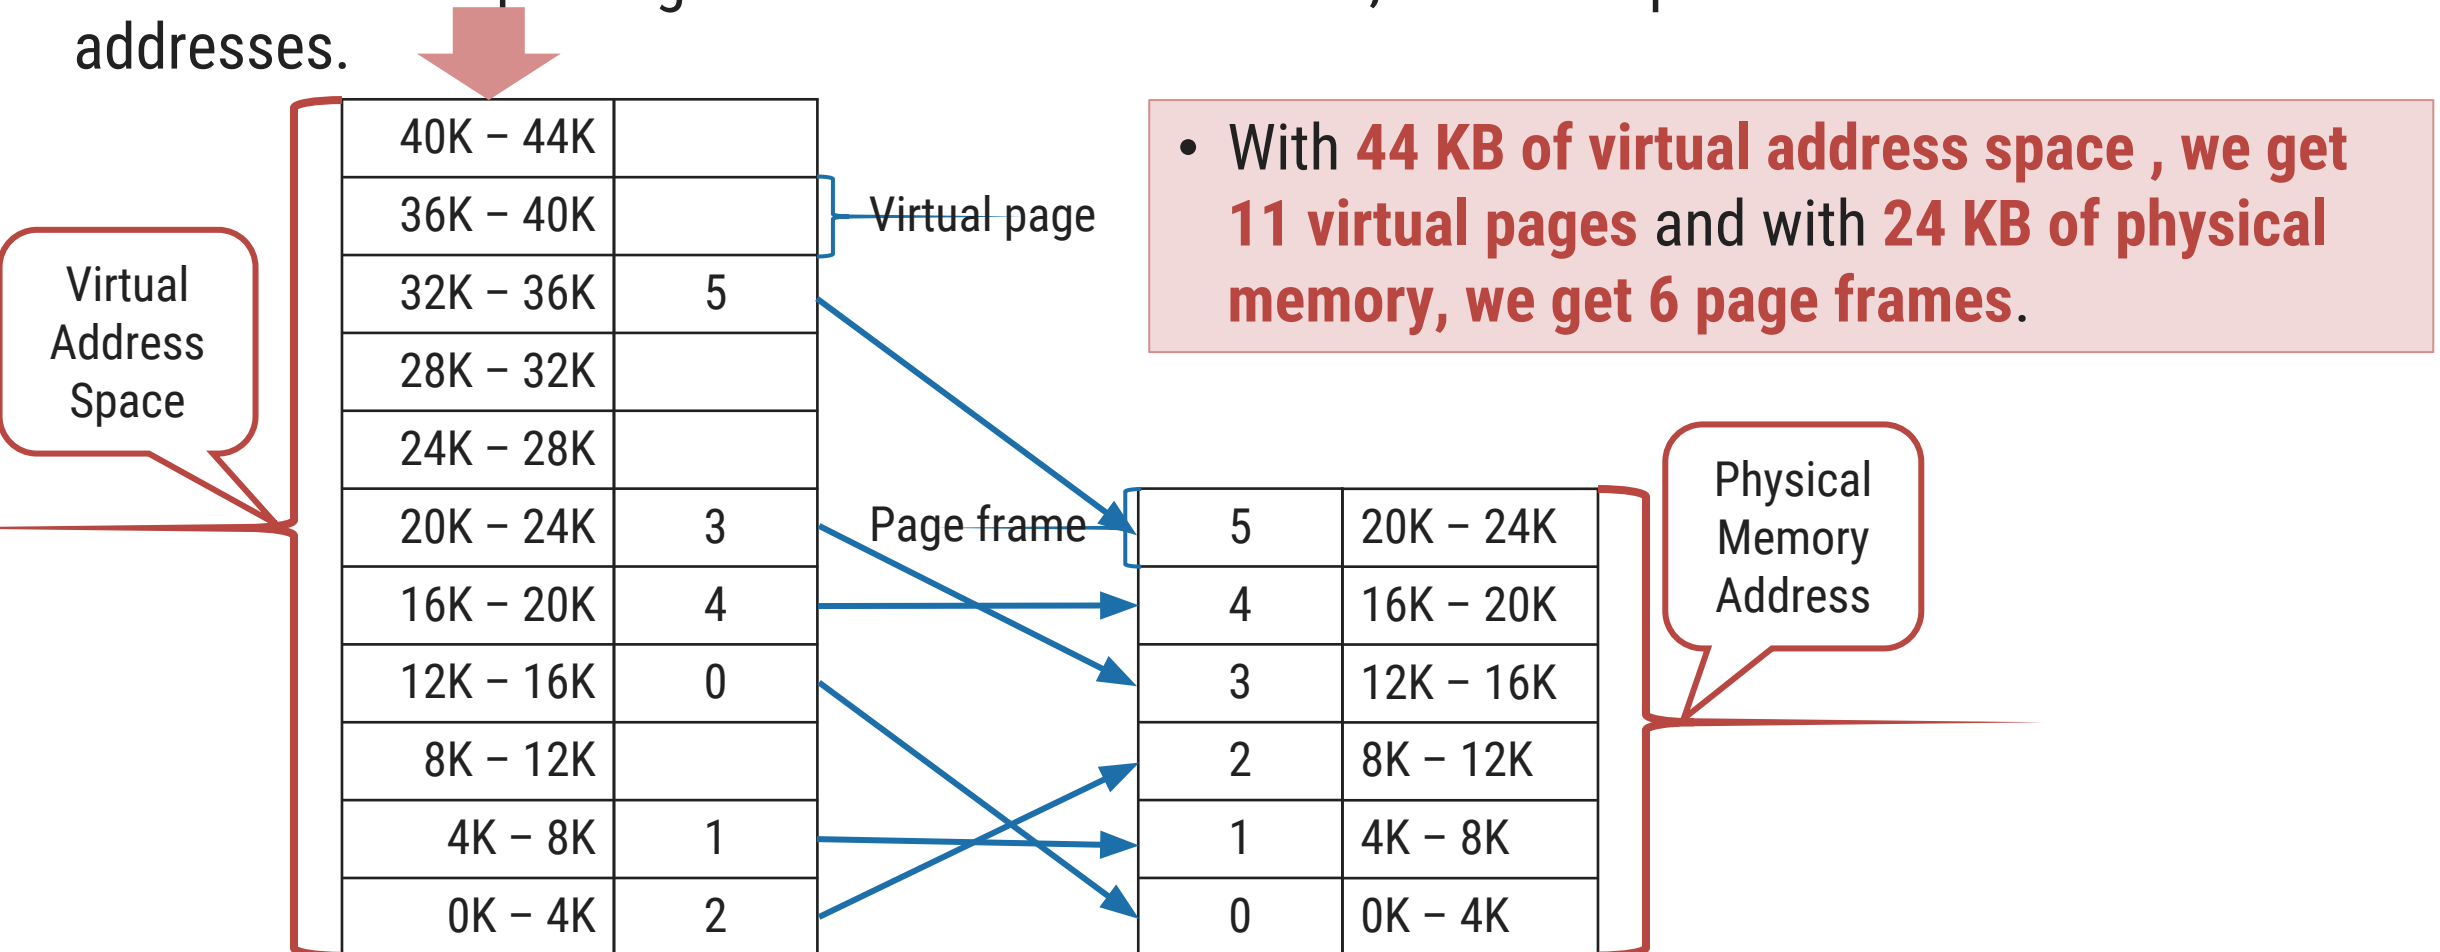 addresses.
40K – 44K
36K – 40K
32K – 36K 5
28K – 32K
24K – 28K
20K – 24K 3
16K – 20K 4
12K – 16K 0
8K – 12K
4K – 8K 1
0K – 4K 2
Virtual
Address
Space
Virtual page
Page frame
• With 44 KB of virtual address space , we get
11 virtual pages and with 24 KB of physical
memory, we get 6 page frames.
5 20K – 24K
4 16K – 20K
3 12K – 16K
2 8K – 12K
1 4K – 8K
0 0K – 4K
Physical
Memory
Address